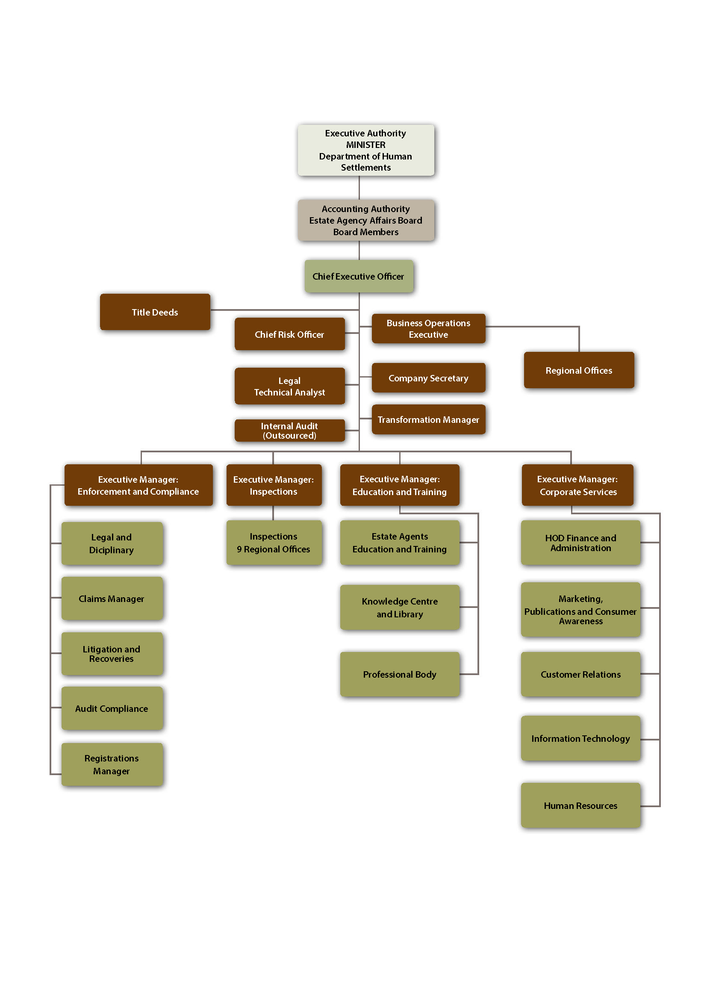 Executive Authority
MINISTER
Department of Human
Settlements
Accounting Authority
Estate Agency Affairs Board
Board Members
Chief Executive Officer
Title Deeds
Business Operations
Executive
Chief Risk Officer
Regional Offices
Legal
Technical Analyst
Company Secretary
Transformation Manager
Internal Audit
(Outsourced)
Executive Manager:
Enforcement and Compliance
Executive Manager:
Inspections
Executive Manager:
Education and Training
Executive Manager:
Corporate Services
Legal and
Diciplinary
Claims Manager
Litigation and
Recoveries
Audit Compliance
Registrations
Manager
Inspections
9 Regional Offices
Estate Agents
Education and Training
Knowledge Centre
and Library
Professional Body
HOD Finance and
Administration
Marketing,
Publications and Consumer
Awareness
Customer Relations
Information Technology
Human Resources